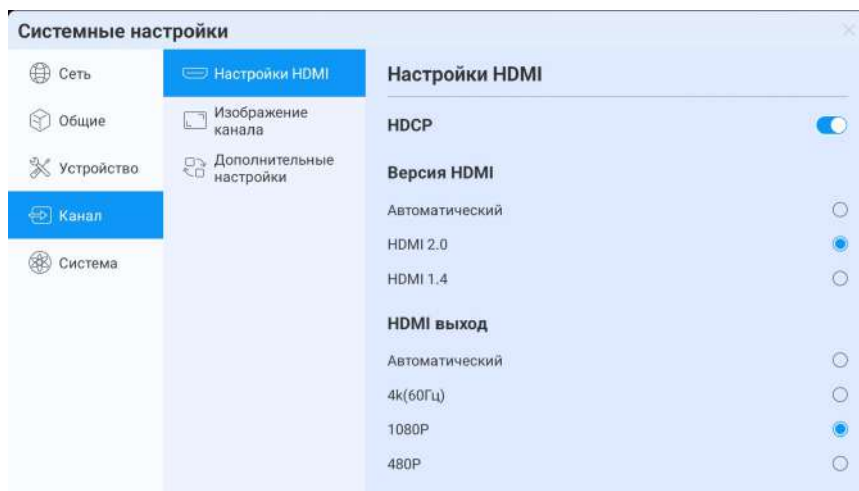 Системные настройки
Сеть
Общие
Устройство
Канал
Система
Настройки HDMI
Изображение
канала
Дополнительные
настройки
Настройки HDMI
HDCP
Версия HDMI
Автоматический
HDMI 2.0
HDMI 1.4
HDMI выход
Автоматический
4k(60Гц)
1080P
480P